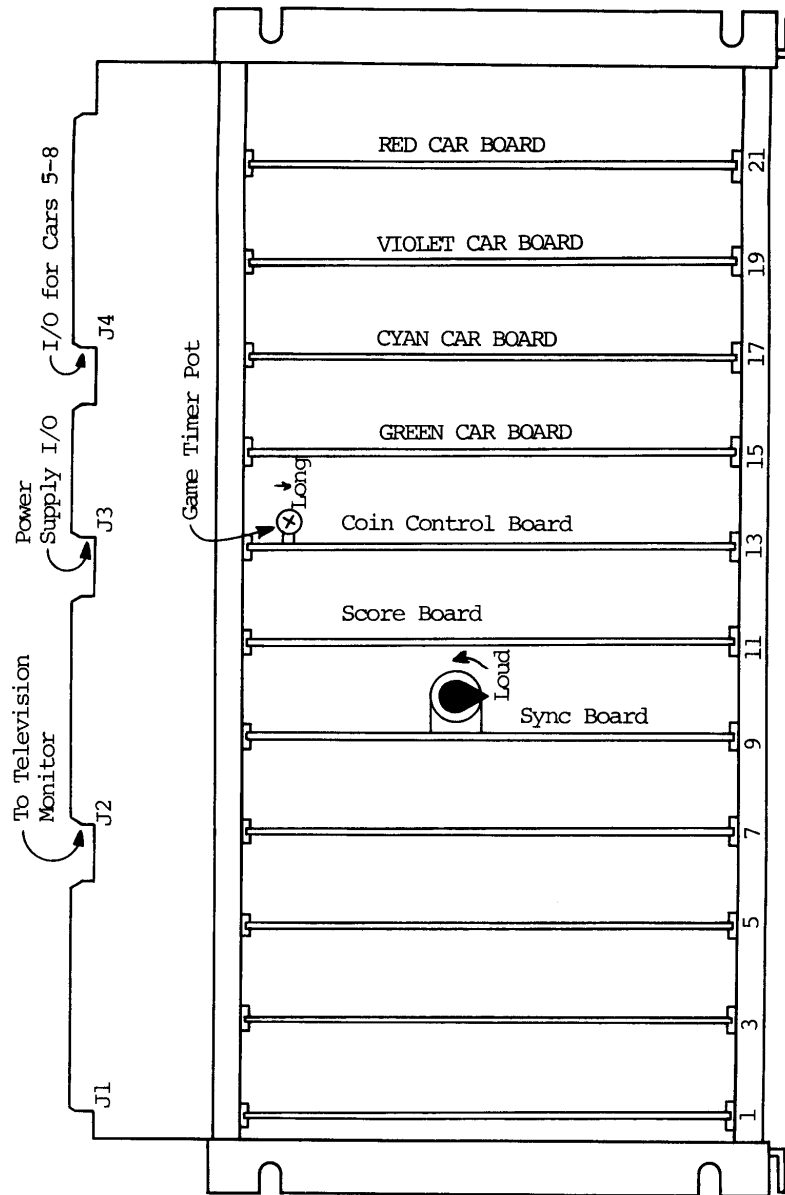 I/O for Cars 5-8
J4
Power
Supply I/O
J3
To Television
Monitor
J2
J1
Game Timer Pot
Long
RED CAR BOARD
21
VIOLET CAR BOARD
19
CYAN CAR BOARD
17
GREEN CAR BOARD
15
Coin Control Board
13
Score Board
11
Loud
Sync Board
9
7
5
3
1